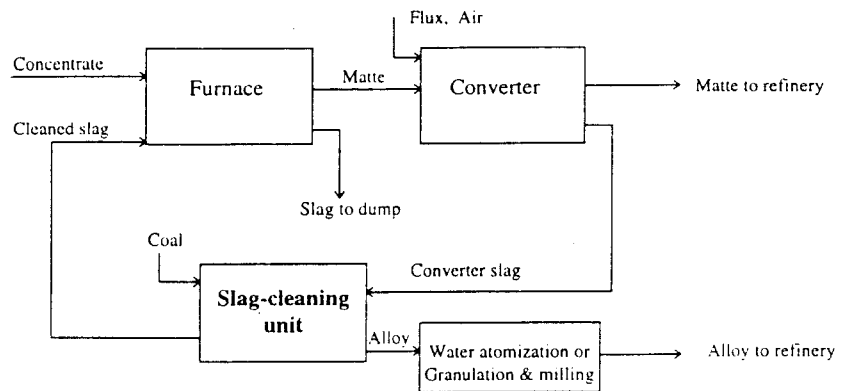 Flux, Air
Concentrate
Furnace
Matte
Converter
Matte to refinery
Cleaned slag
Slag to dump
Coal
Converter slag
Slag-cleaning
unit
Alloy
Water atomization or
Granulation & milling
Alloy to refinery